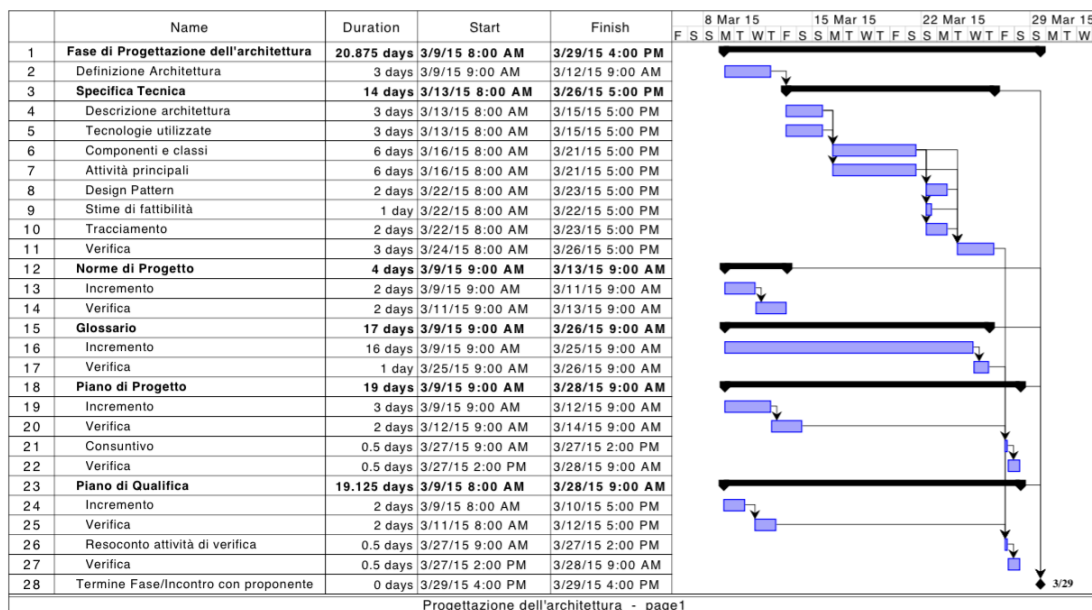 Name Duration Start Finish 8 Mar 15 15 Mar 15 22 Mar 15 29 Mar 15
F S S M T W T F S S M T W T F S S M T W T F S S M T W
1 Fase di Progettazione dell'architettura 20.875 days 3/9/15 8:00 AM 3/29/15 4:00 PM
2 Definizione Architettura 3 days 3/9/15 9:00 AM 3/12/15 9:00 AM
3 Specifica Tecnica 14 days 3/13/15 8:00 AM 3/26/15 5:00 PM
4 Descrizione architettura 3 days 3/13/15 8:00 AM 3/15/15 5:00 PM
5 Tecnologie utilizzate 3 days 3/13/15 8:00 AM 3/15/15 5:00 PM
6 Componenti e classi 6 days 3/16/15 8:00 AM 3/21/15 5:00 PM
7 Attività principali 6 days 3/16/15 8:00 AM 3/21/15 5:00 PM
8 Design Pattern 2 days 3/22/15 8:00 AM 3/23/15 5:00 PM
9 Stime di fattibilità 1 day 3/22/15 8:00 AM 3/22/15 5:00 PM
10 Tracciamento 2 days 3/22/15 8:00 AM 3/23/15 5:00 PM
11 Verifica 3 days 3/24/15 8:00 AM 3/26/15 5:00 PM
12 Norme di Progetto 4 days 3/9/15 9:00 AM 3/13/15 9:00 AM
13 Incremento 2 days 3/9/15 9:00 AM 3/11/15 9:00 AM
14 Verifica 2 days 3/11/15 9:00 AM 3/13/15 9:00 AM
15 Glossario 17 days 3/9/15 9:00 AM 3/26/15 9:00 AM
16 Incremento 16 days 3/9/15 9:00 AM 3/25/15 9:00 AM
17 Verifica 1 day 3/25/15 9:00 AM 3/26/15 9:00 AM
18 Piano di Progetto 19 days 3/9/15 9:00 AM 3/28/15 9:00 AM
19 Incremento 3 days 3/9/15 9:00 AM 3/12/15 9:00 AM
20 Verifica 2 days 3/12/15 9:00 AM 3/14/15 9:00 AM
21 Consuntivo 0.5 days 3/27/15 9:00 AM 3/27/15 2:00 PM
22 Verifica 0.5 days 3/27/15 2:00 PM 3/28/15 9:00 AM
23 Piano di Qualifica 19.125 days 3/9/15 8:00 AM 3/28/15 9:00 AM
24 Incremento 2 days 3/9/15 8:00 AM 3/10/15 5:00 PM
25 Verifica 2 days 3/11/15 8:00 AM 3/12/15 5:00 PM
26 Resoconto attività di verifica 0.5 days 3/27/15 9:00 AM 3/27/15 2:00 PM
27 Verifica 0.5 days 3/27/15 2:00 PM 3/28/15 9:00 AM
28 Termine Fase/Incontro con proponente 0 days 3/29/15 4:00 PM 3/29/15 4:00 PM 3/29
Progettazione dell'architettura - page1